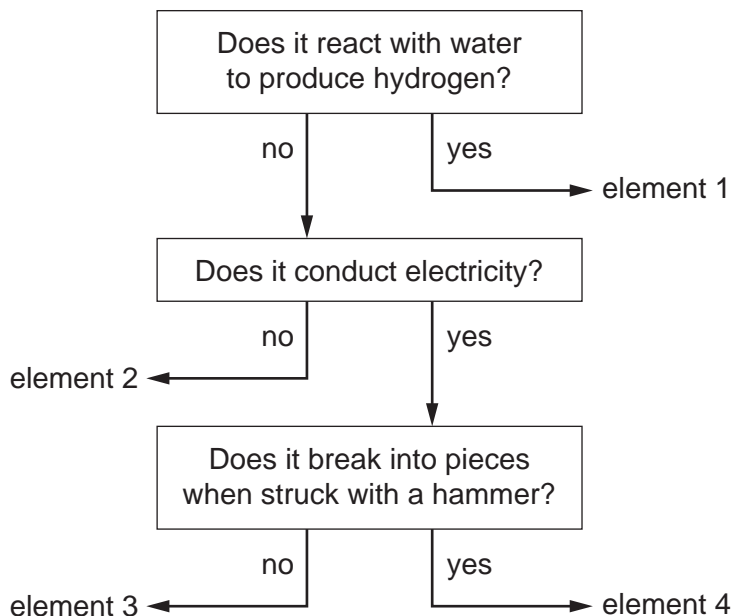 Does it react with water
to produce hydrogen?
no
yes
element 1
Does it conduct electricity?
no
yes
element 2
Does it break into pieces
when struck with a hammer?
no
yes
element 3
element 4